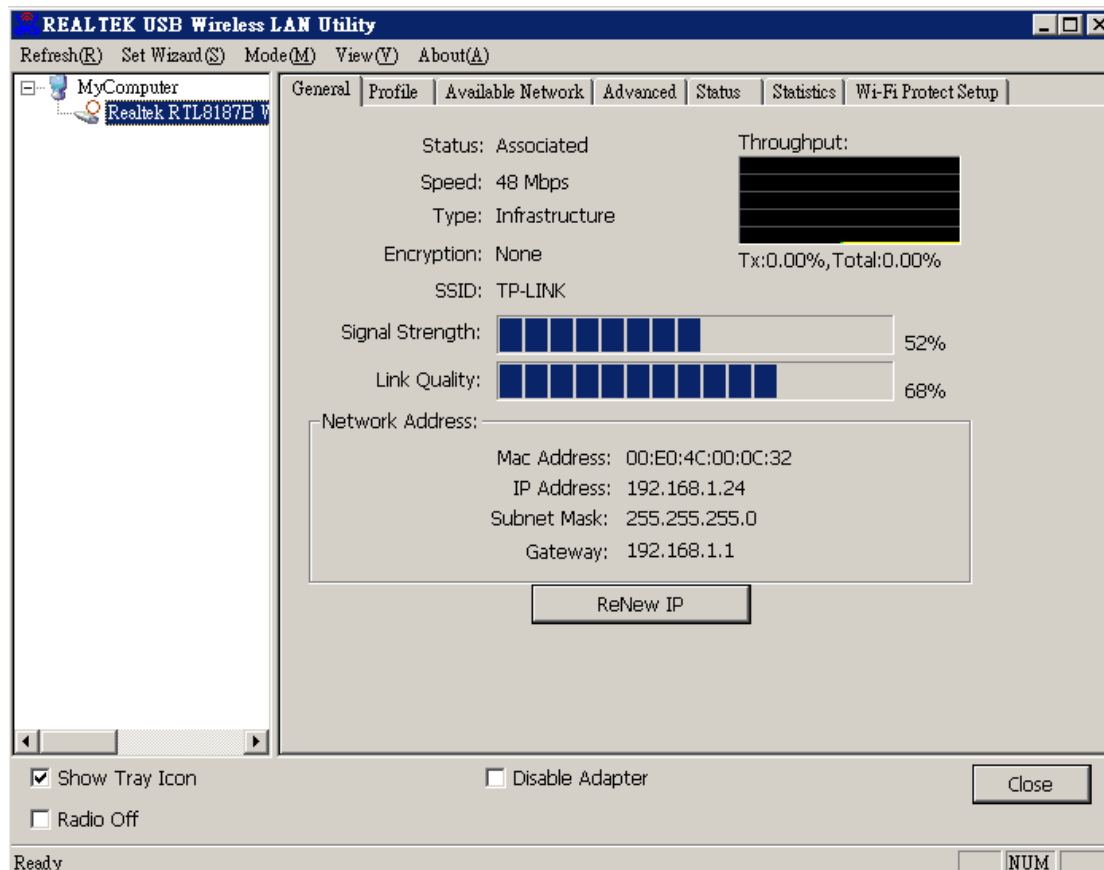 REALTEK USB Wireless LAN Utility
Refresh(R) Set Wizard(S) Mode(M) View(V) About(A)
MyComputer
Realtek RTL8187B W
General Profile Available Network Advanced Status Statistics Wi-Fi Protect Setup
Status: Associated
Speed: 48 Mbps
Type: Infrastructure
Encryption: None
SSID: TP-LINK
Throughput:
Tx:0.00%,Total:0.00%
Signal Strength: 52%
Link Quality: 68%
Network Address:
Mac Address: 00:E0:4C:00:0C:32
IP Address: 192.168.1.24
Subnet Mask: 255.255.255.0
Gateway: 192.168.1.1
ReNew IP
Show Tray Icon
Disable Adapter
Close
Radio Off
Ready
NUM